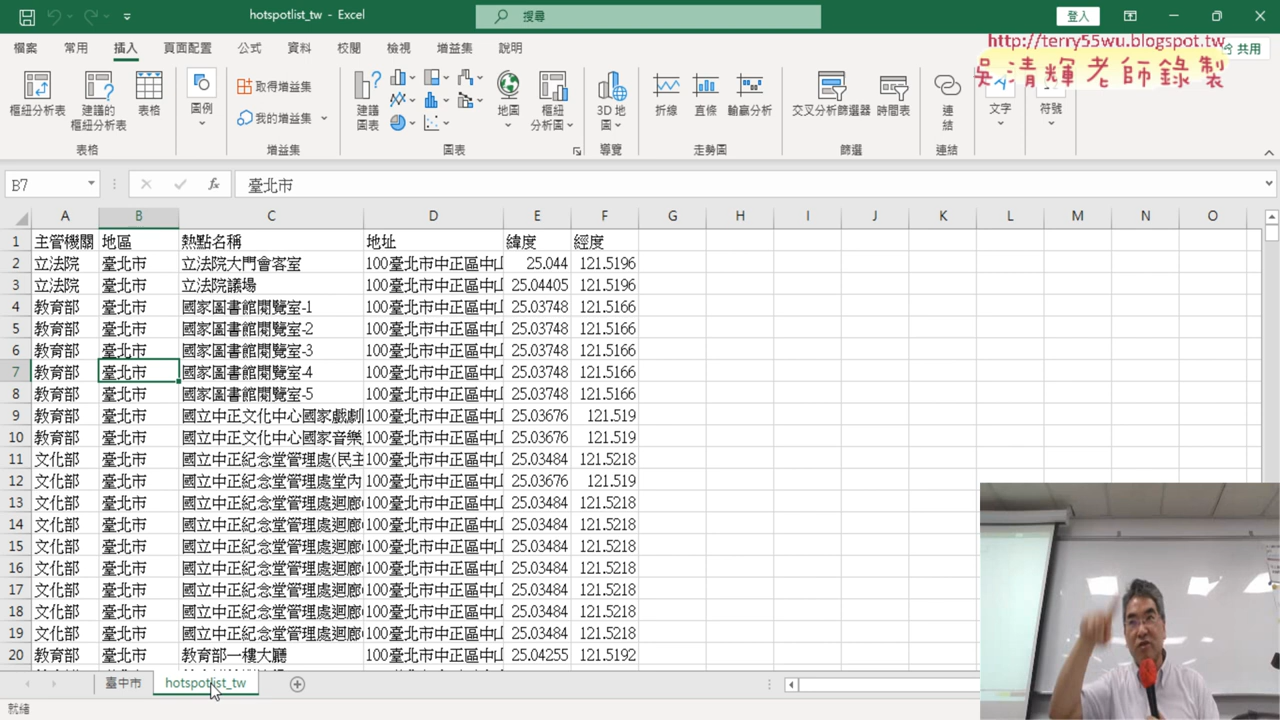 hotspotlist_tw - Excel
搜尋
登入
http://terry55wu.blogspot.tw
吳清輝老師錄製
共用
檔案 常用 插入 頁面配置 公式 資料 校閱 檢視 增益集 說明
樞紐分析表 建議的 樞紐分析表 表格 圖例 取得增益集 我的增益集 建議 圖表 地圖 樞紐 分析圖 3D 地 圖 折線 直條 輸贏分析 交叉分析篩選器 時間表 連 結 文字 符號
表格 增益集 圖表 導覽 走勢圖 篩選 連結
B7 fx 臺北市
A B C D E F G H I J K L M N O
1 主管機關 地區 熱點名稱 地址 緯度 經度
2 立法院 臺北市 立法院大門會客室 100臺北市中正區中山 25.044 121.5196
3 立法院 臺北市 立法院議場 100臺北市中正區中山 25.04405 121.5196
4 教育部 臺北市 國家圖書館閱覽室-1 100臺北市中正區中山 25.03748 121.5166
5 教育部 臺北市 國家圖書館閱覽室-2 100臺北市中正區中山 25.03748 121.5166
6 教育部 臺北市 國家圖書館閱覽室-3 100臺北市中正區中山 25.03748 121.5166
7 教育部 臺北市 國家圖書館閱覽室-4 100臺北市中正區中山 25.03748 121.5166
8 教育部 臺北市 國家圖書館閱覽室-5 100臺北市中正區中山 25.03748 121.5166
9 教育部 臺北市 國立中正文化中心國家戲劇 100臺北市中正區中山 25.03676 121.519
10 教育部 臺北市 國立中正文化中心國家音樂 100臺北市中正區中山 25.03676 121.519
11 文化部 臺北市 國立中正紀念堂管理處(民主 100臺北市中正區中山 25.03484 121.5218
12 文化部 臺北市 國立中正紀念堂管理處堂內 100臺北市中正區中山 25.03676 121.519
13 文化部 臺北市 國立中正紀念堂管理處迴廊 100臺北市中正區中山 25.03484 121.5218
14 文化部 臺北市 國立中正紀念堂管理處迴廊 100臺北市中正區中山 25.03484 121.5218
15 文化部 臺北市 國立中正紀念堂管理處迴廊 100臺北市中正區中山 25.03484 121.5218
16 文化部 臺北市 國立中正紀念堂管理處迴廊 100臺北市中正區中山 25.03484 121.5218
17 文化部 臺北市 國立中正紀念堂管理處迴廊 100臺北市中正區中山 25.03484 121.5218
18 文化部 臺北市 國立中正紀念堂管理處迴廊 100臺北市中正區中山 25.03484 121.5218
19 文化部 臺北市 國立中正紀念堂管理處迴廊 100臺北市中正區中山 25.03484 121.5218
20 教育部 臺北市 教育部一樓大廳 100臺北市中正區中山 25.04255 121.5192
臺中市 hotspotlist_tw
就緒